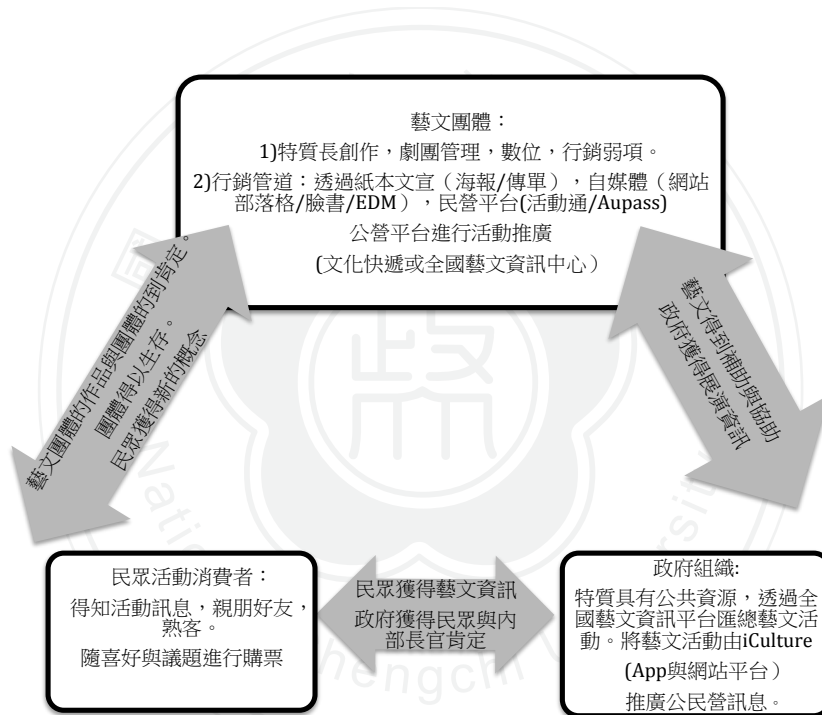 藝文團體：
1)特質長創作，劇團管理，數位，行銷弱項。
2)行銷管道：透過紙本文宣（海報/傳單），自媒體（網站
部落格/臉書/EDM），民營平台(活動通/Aupass)
公營平台進行活動推廣
(文化快遞或全國藝文資訊中心）
藝文團體的作品與團體的到肯定。
團體得以生存。
民眾獲得新的概念
藝文得到補助與協助
政府獲得展演資訊
民眾活動消費者：
得知活動訊息，親朋好友，
熟客。
隨喜好與議題進行購票
民眾獲得藝文資訊
政府獲得民眾與內
部長官肯定
政府組織:
特質具有公共資源，透過全
國藝文資訊平台匯總藝文活
動。將藝文活動由iCulture
(App與網站平台）
推廣公民營訊息。